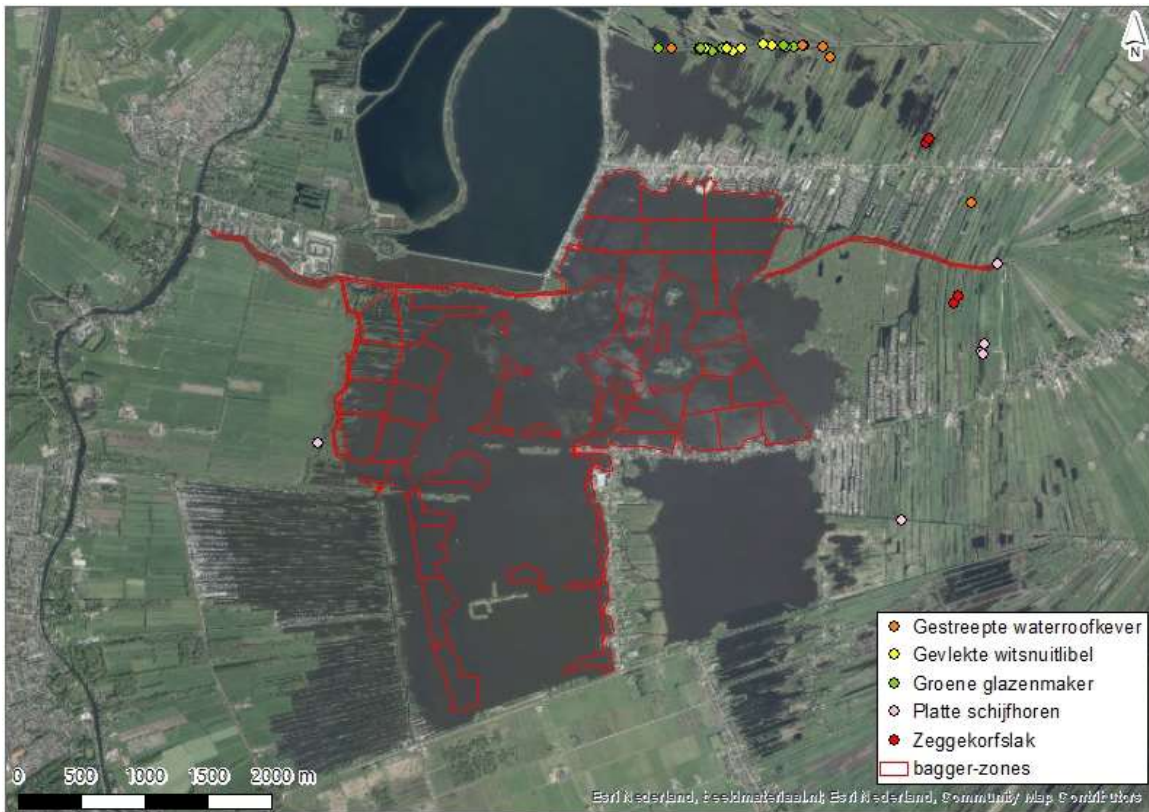 N
Gestreepte waterroofkever
Gevlekte witsnuitlibel
Groene glazenmaker
Platte schijfhoren
Zeggekorfslak
bagger-zones
0 500 1000 1500 2000 m
Esri Nederland, beeldmateriaal.nl; Esri Nederland, Community Map Contributors